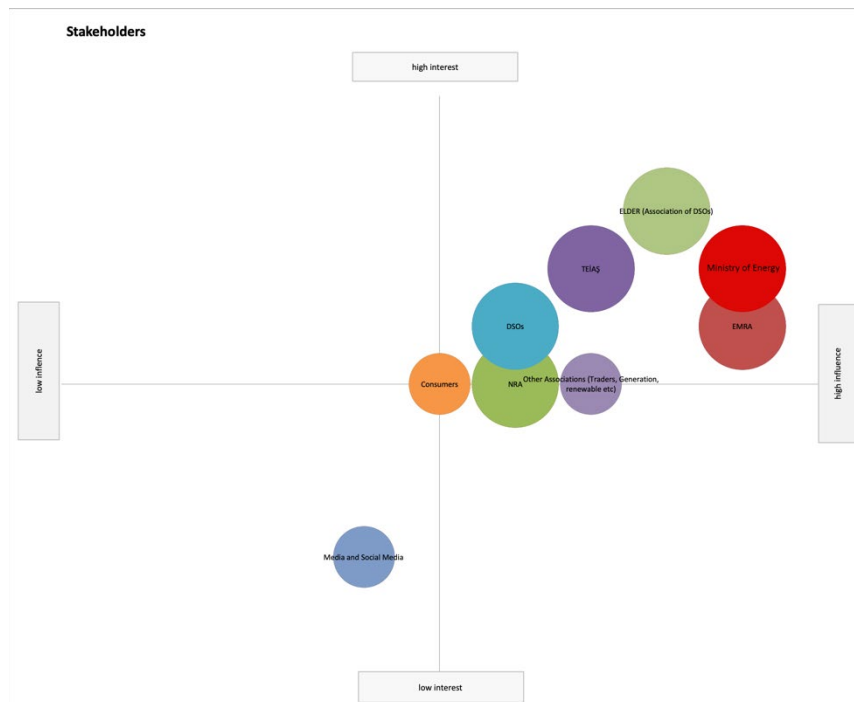 Stakeholders
high interest
ELDER (Association of DSOs)
TEİAŞ
Ministry of Energy
DSOs
EMRA
low inflence
high influence
Consumers
NRA
Other Associations (Traders, Generation,
renewable etc)
Media and Social Media
low interest